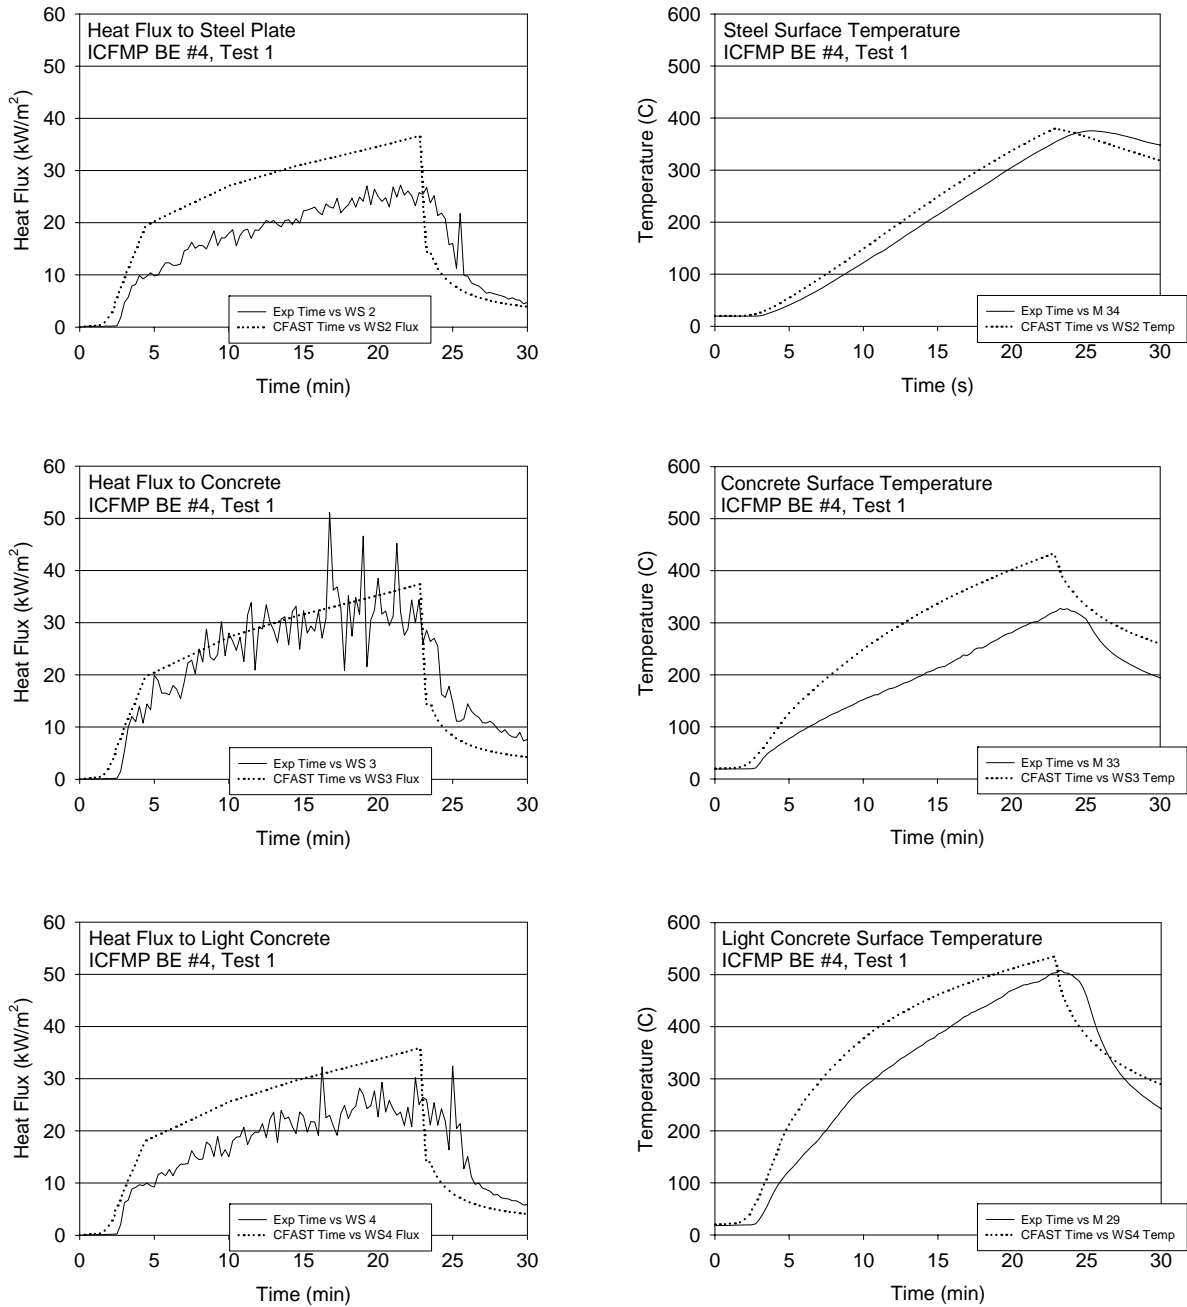 Heat Flux to Steel Plate
ICFMP BE #4, Test 1
Heat Flux (kW/m²)
60
50
40
30
20
10
0
0 5 10 15 20 25 30
Time (min)
Exp Time vs WS 2
CFAST Time vs WS2 Flux
Steel Surface Temperature
ICFMP BE #4, Test 1
Temperature (C)
600
500
400
300
200
100
0
0 5 10 15 20 25 30
Time (s)
Exp Time vs M 34
CFAST Time vs WS2 Temp
Heat Flux to Concrete
ICFMP BE #4, Test 1
Heat Flux (kW/m²)
60
50
40
30
20
10
0
0 5 10 15 20 25 30
Time (min)
Exp Time vs WS 3
CFAST Time vs WS3 Flux
Concrete Surface Temperature
ICFMP BE #4, Test 1
Temperature (C)
600
500
400
300
200
100
0
0 5 10 15 20 25 30
Time (min)
Exp Time vs M 33
CFAST Time vs WS3 Temp
Heat Flux to Light Concrete
ICFMP BE #4, Test 1
Heat Flux (kW/m²)
60
50
40
30
20
10
0
0 5 10 15 20 25 30
Time (min)
Exp Time vs WS 4
CFAST Time vs WS4 Flux
Light Concrete Surface Temperature
ICFMP BE #4, Test 1
Temperature (C)
600
500
400
300
200
100
0
0 5 10 15 20 25 30
Time (min)
Exp Time vs M 29
CFAST Time vs WS4 Temp